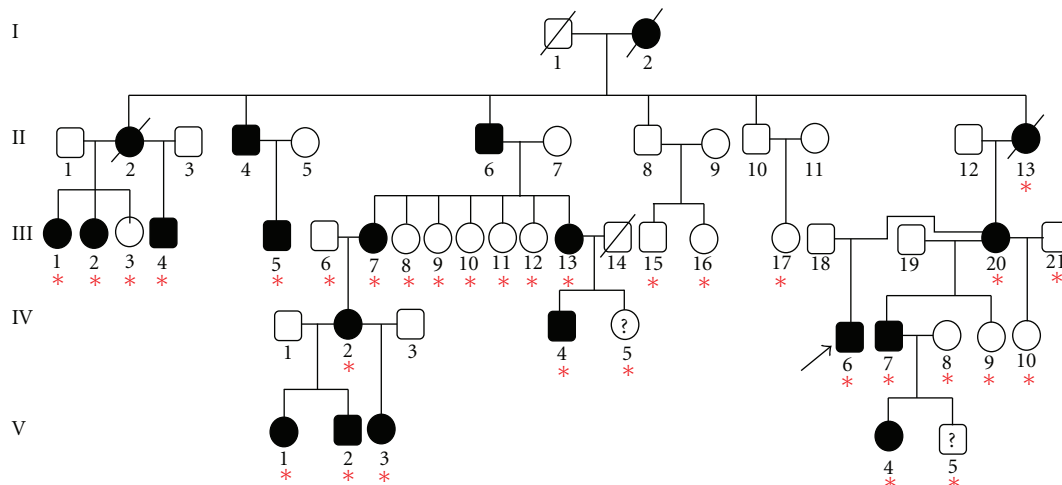 I
1 2
II
1 2 3 4 5 6 7 8 9 10 11 12 13
*
III
1 2 3 4 5 6 7 8 9 10 11 12 13 14 15 16 17 18 19 20 21
* * * * * * * * * * * * * * * * * *
IV
? 
1 2 3 4 5 6 7 8 9 10
* * * * * * * *
V
?
1 2 3 4 5
* * * * *